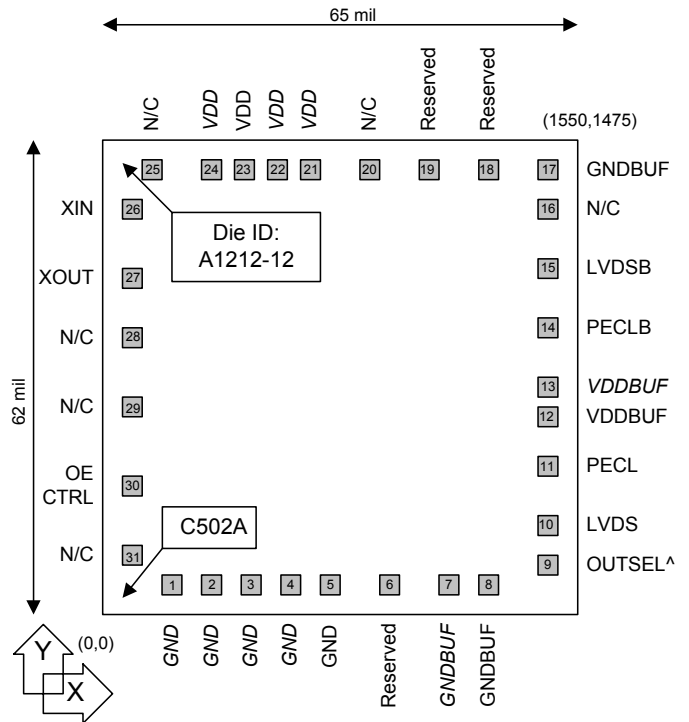 65 mil
N/C
VDD
VDD
VDD
VDD
N/C
Reserved
Reserved
(1550,1475)
25
24
23
22
21
20
19
18
17
GNDBUF
XIN
26
16
N/C
Die ID:
A1212-12
XOUT
27
15
LVDSB
N/C
28
14
PECLB
62 mil
13
VDDBUF
N/C
29
12
VDDBUF
11
PECL
OE
CTRL
30
C502A
10
LVDS
N/C
31
9
OUTSEL^
1
2
3
4
5
6
7
8
GND
GND
GND
GND
GND
Reserved
GNDBUF
GNDBUF
Y
(0,0)
X